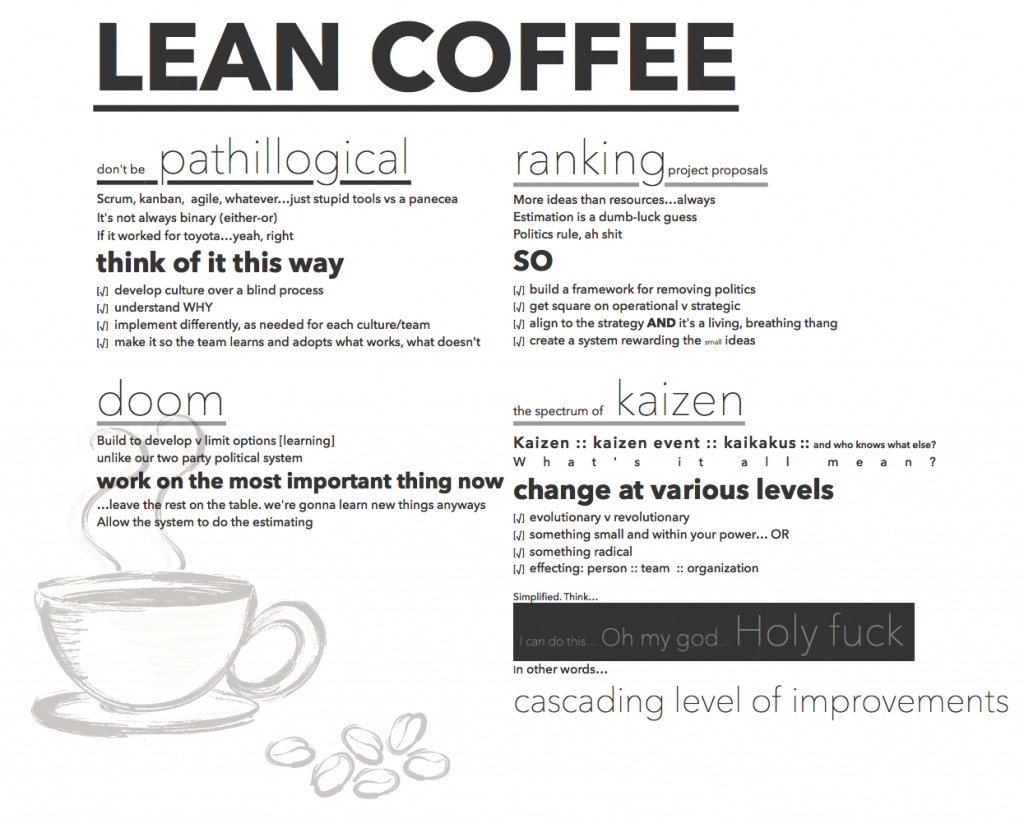 LEAN COFFEE
don't be pathillogical
Scrum, kanban, agile, whatever...just stupid tools vs a panecea
It's not always binary (either-or)
If it worked for toyota...yeah, right
think of it this way
[√] develop culture over a blind process
[√] understand WHY
[√] implement differently, as needed for each culture/team
[√] make it so the team learns and adopts what works, what doesn't
ranking project proposals
More ideas than resources...always
Estimation is a dumb-luck guess
Politics rule, ah shit
SO
[√] build a framework for removing politics
[√] get square on operational v strategic
[√] align to the strategy AND it's a living, breathing thang
[√] create a system rewarding the small ideas
doom
Build to develop v limit options [learning]
unlike our two party political system
work on the most important thing now
...leave the rest on the table. we're gonna learn new things anyways
Allow the system to do the estimating
the spectrum of kaizen
Kaizen :: kaizen event :: kaikakus :: and who knows what else?
What's it all mean?
change at various levels
[√] evolutionary v revolutionary
[√] something small and within your power... OR
[√] something radical
[√] effecting: person :: team :: organization
Simplified. Think...
I can do this... Oh my god... Holy fuck
In other words...
cascading level of improvements